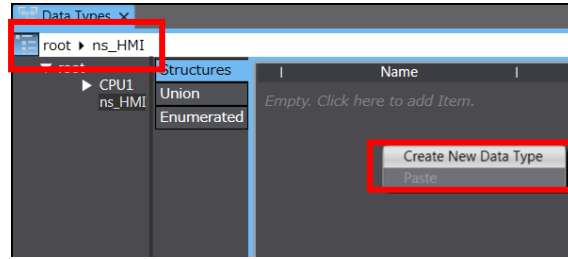 Data Types ×
root ▸ ns_HMI
▼ root
▶ CPU1
ns_HMI
Structures
Union
Enumerated
| Name |
Empty. Click here to add Item.
Create New Data Type
Paste